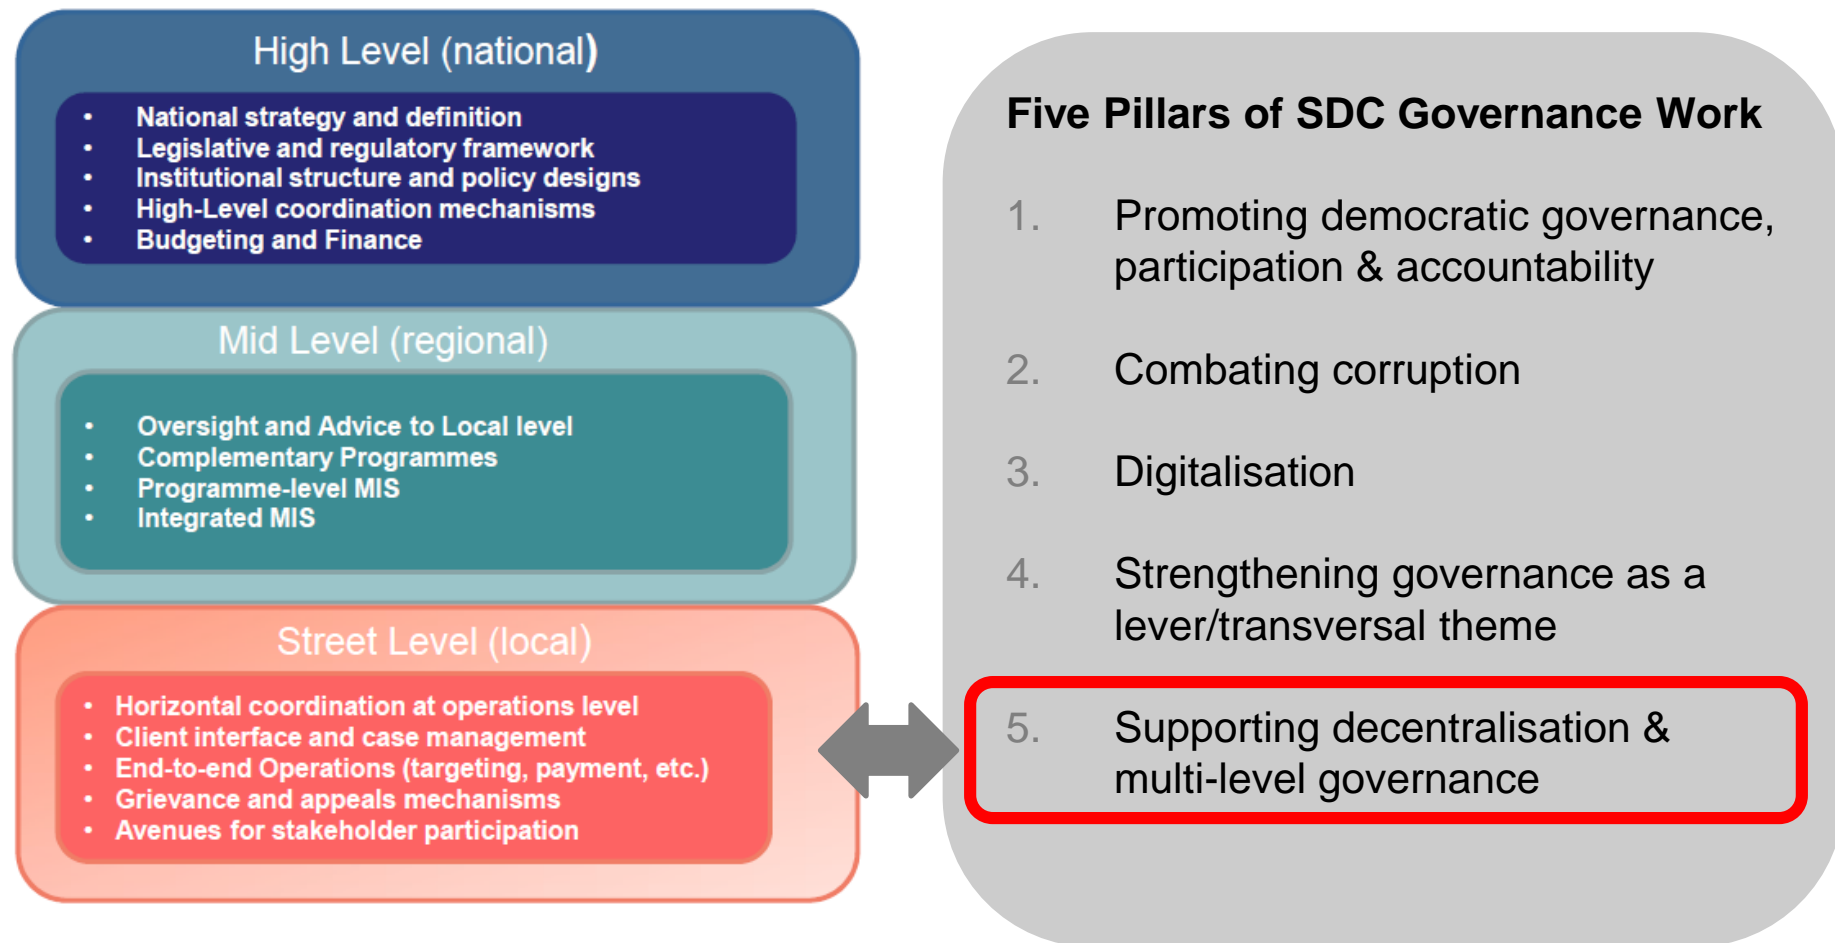 High Level (national)
• National strategy and definition
• Legislative and regulatory framework
• Institutional structure and policy designs
• High-Level coordination mechanisms
• Budgeting and Finance
Mid Level (regional)
• Oversight and Advice to Local level
• Complementary Programmes
• Programme-level MIS
• Integrated MIS
Street Level (local)
• Horizontal coordination at operations level
• Client interface and case management
• End-to-end Operations (targeting, payment, etc.)
• Grievance and appeals mechanisms
• Avenues for stakeholder participation
Five Pillars of SDC Governance Work
1. Promoting democratic governance,
participation & accountability
2. Combating corruption
3. Digitalisation
4. Strengthening governance as a
lever/transversal theme
5. Supporting decentralisation &
multi-level governance